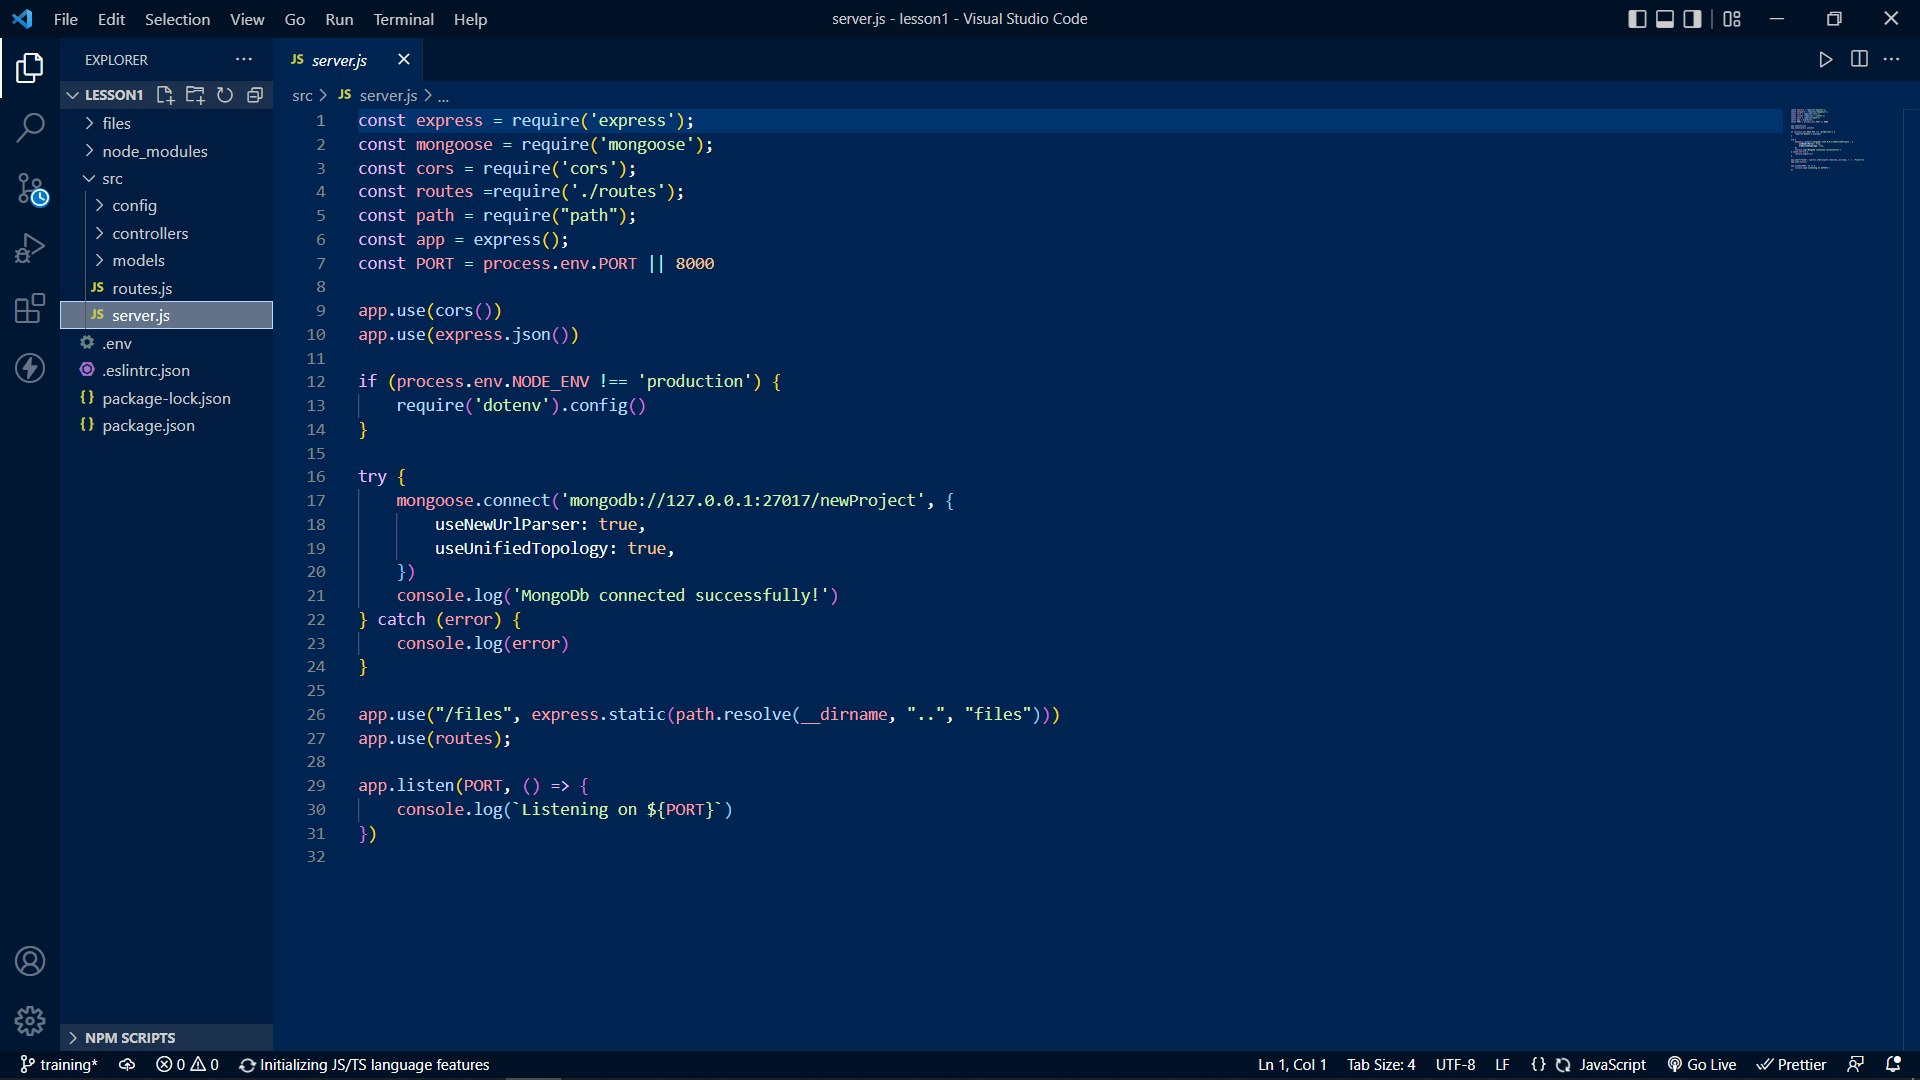 File Edit Selection View Go Run Terminal Help
server.js - lesson1 - Visual Studio Code
EXPLORER
JS server.js
LESSON1
src > JS server.js > ...
files
node_modules
src
config
controllers
models
JS routes.js
JS server.js
.env
.eslintrc.json
{} package-lock.json
{} package.json
1 const express = require('express');
2 const mongoose = require('mongoose');
3 const cors = require('cors');
4 const routes =require('./routes');
5 const path = require("path");
6 const app = express();
7 const PORT = process.env.PORT || 8000
8
9 app.use(cors())
10 app.use(express.json())
11
12 if (process.env.NODE_ENV !== 'production') {
13     require('dotenv').config()
14 }
15
16 try {
17     mongoose.connect('mongodb://127.0.0.1:27017/newProject', {
18         useNewUrlParser: true,
19         useUnifiedTopology: true,
20     })
21     console.log('MongoDb connected successfully!')
22 } catch (error) {
23     console.log(error)
24 }
25
26 app.use("/files", express.static(path.resolve(__dirname, "..", "files")))
27 app.use(routes);
28
29 app.listen(PORT, () => {
30     console.log(`Listening on ${PORT}`)
31 })
32
NPM SCRIPTS
training* 0 0 Initializing JS/TS language features
Ln 1, Col 1 Tab Size: 4 UTF-8 LF {} JavaScript Go Live Prettier